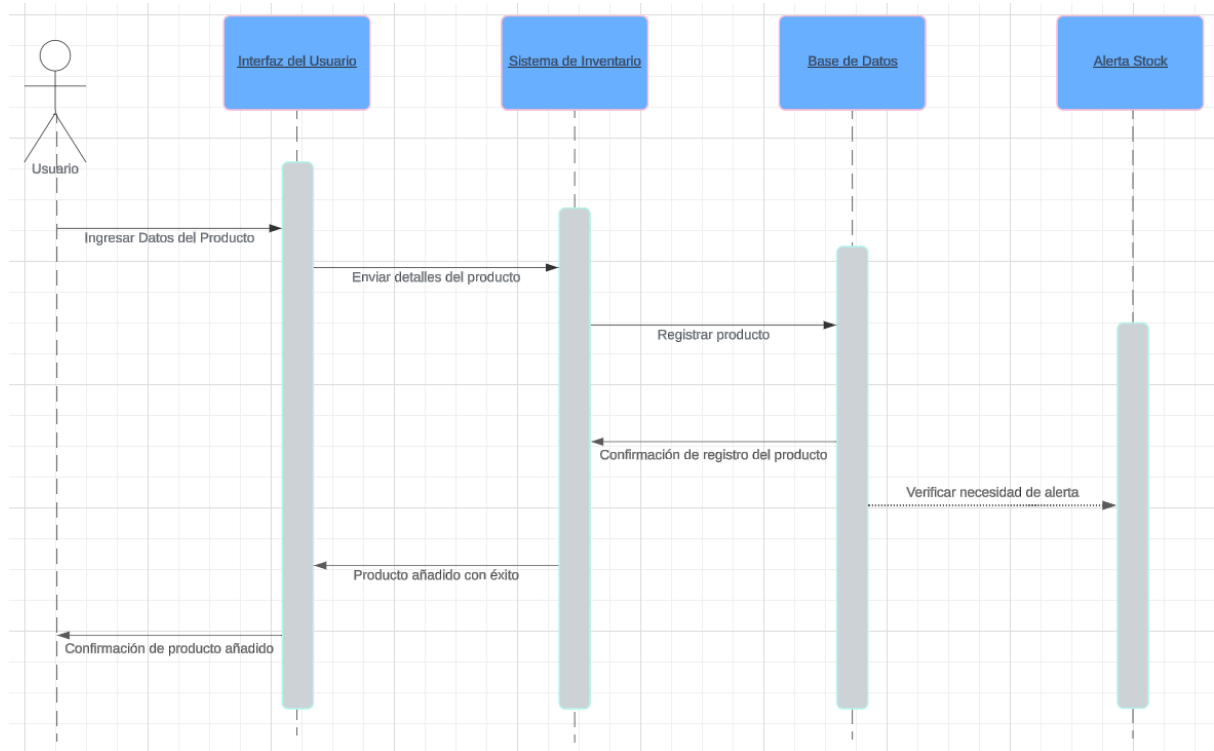 Interfaz del Usuario
Sistema de Inventario
Base de Datos
Alerta Stock
Usuario
Ingresar Datos del Producto
Enviar detalles del producto
Registrar producto
Confirmación de registro del producto
Verificar necesidad de alerta
Producto añadido con éxito
Confirmación de producto añadido